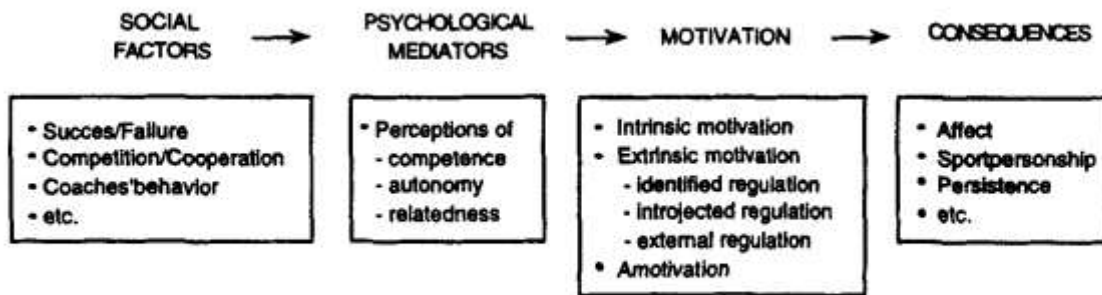 SOCIAL FACTORS → PSYCHOLOGICAL MEDIATORS → MOTIVATION → CONSEQUENCES
• Succes/Failure
• Competition/Cooperation
• Coaches'behavior
• etc.
• Perceptions of
- competence
- autonomy
- relatedness
• Intrinsic motivation
• Extrinsic motivation
- identified regulation
- introjected regulation
- external regulation
• Amotivation
• Affect
• Sportpersonship
• Persistence
• etc.